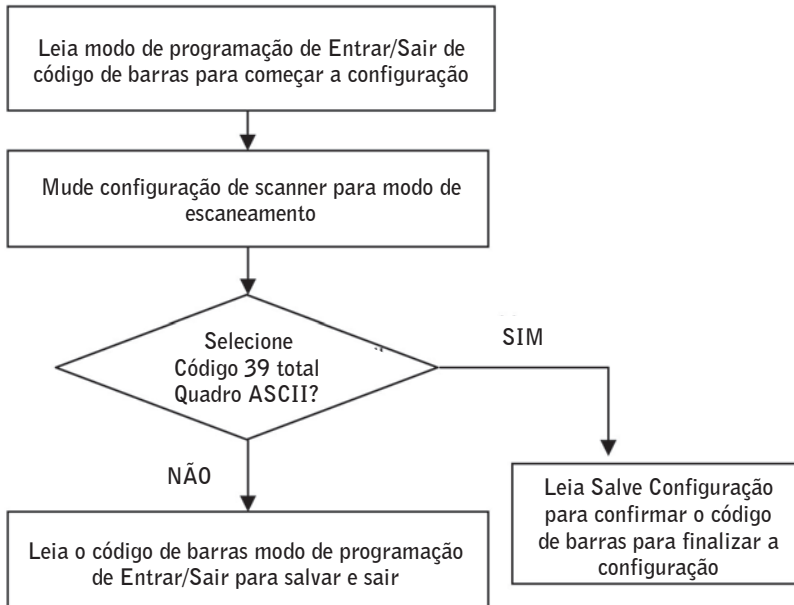 Leia modo de programação de Entrar/Sair de
código de barras para começar a configuração
Mude configuração de scanner para modo de
escaneamento
Selecione
Código 39 total
Quadro ASCII?
SIM
NÃO
Leia Salve Configuração
para confirmar o código
de barras para finalizar a
configuração
Leia o código de barras modo de programação
de Entrar/Sair para salvar e sair